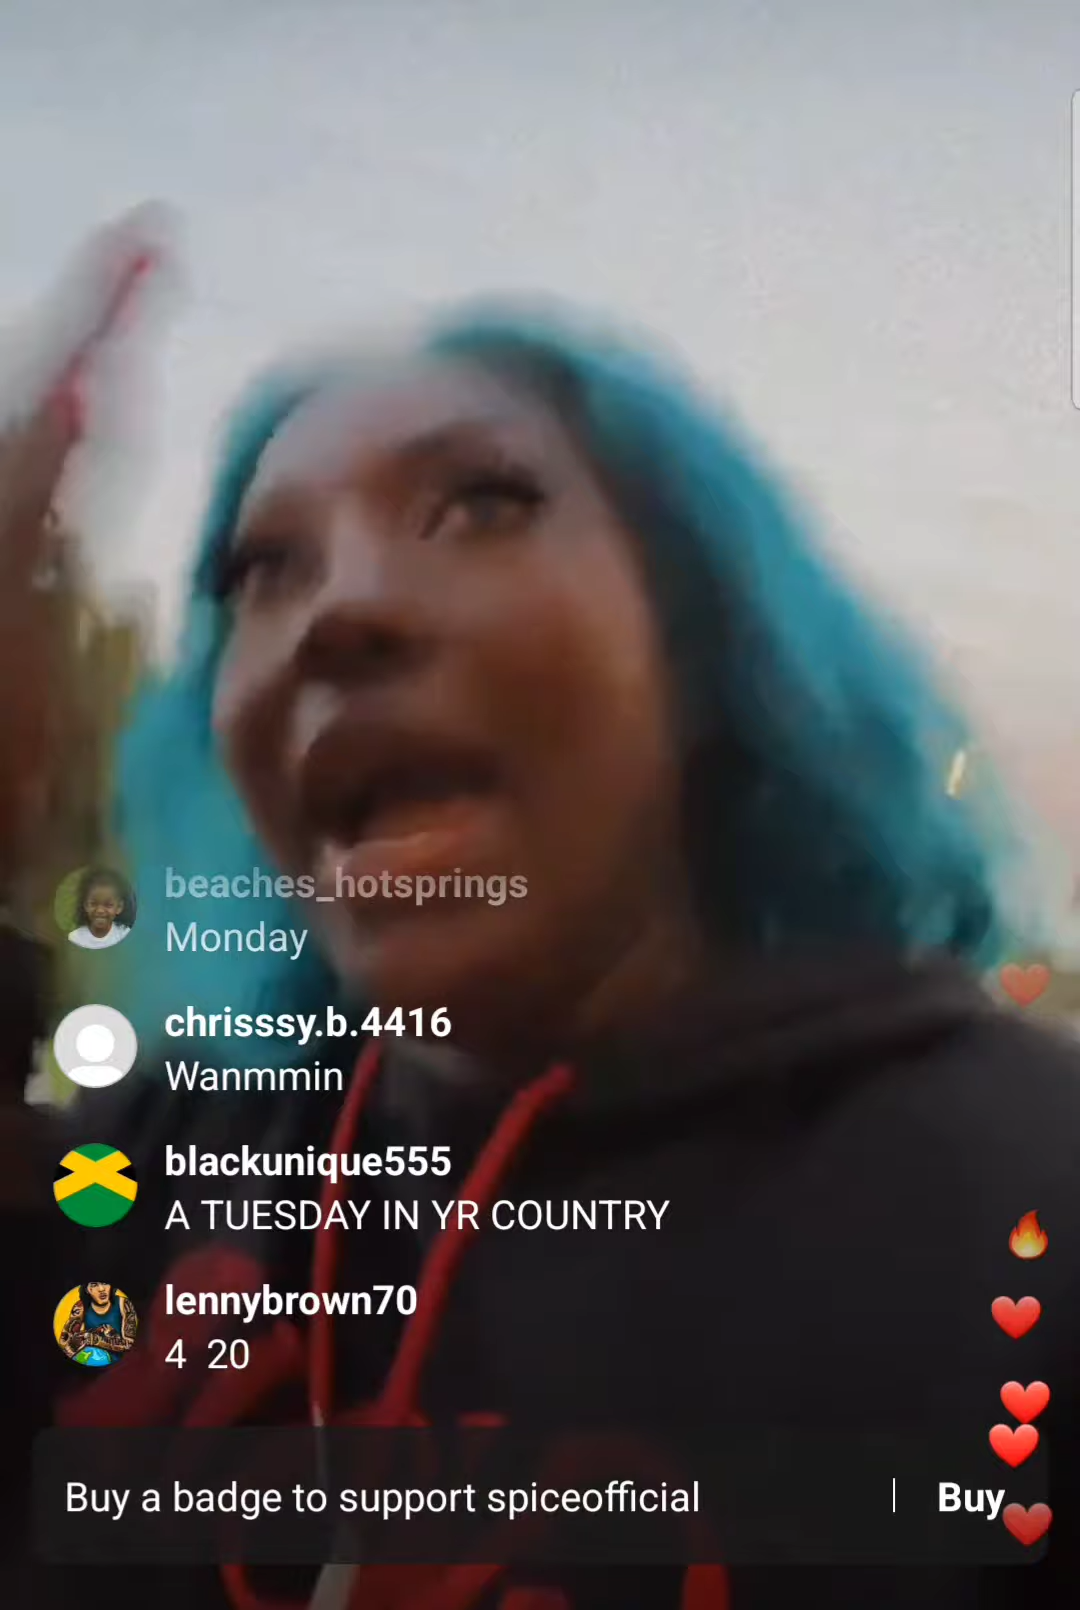 beaches_hotsprings
Monday
chrisssy.b.4416
Wanmmin
blackunique555
A TUESDAY IN YR COUNTRY
lennybrown70
4 20
Buy a badge to support spiceofficial | Buy